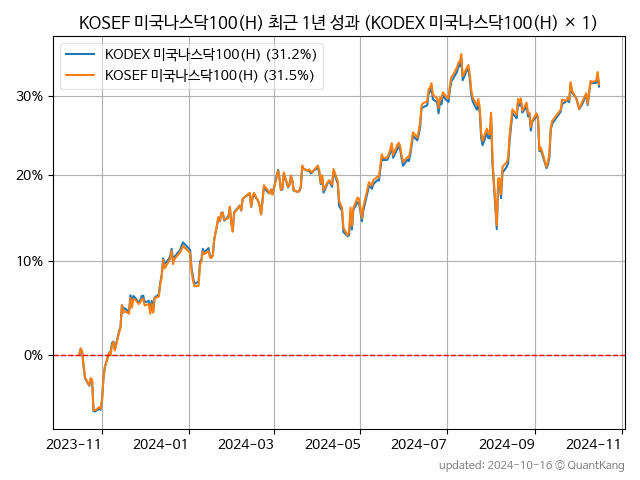 KOSEF 미국나스닥100(H) 최근 1년 성과 (KODEX 미국나스닥100(H) × 1)
KODEX 미국나스닥100(H) (31.2%)
KOSEF 미국나스닥100(H) (31.5%)
30%
20%
10%
0%
2023-11 2024-01 2024-03 2024-05 2024-07 2024-09 2024-11
updated: 2024-10-16 © QuantKang